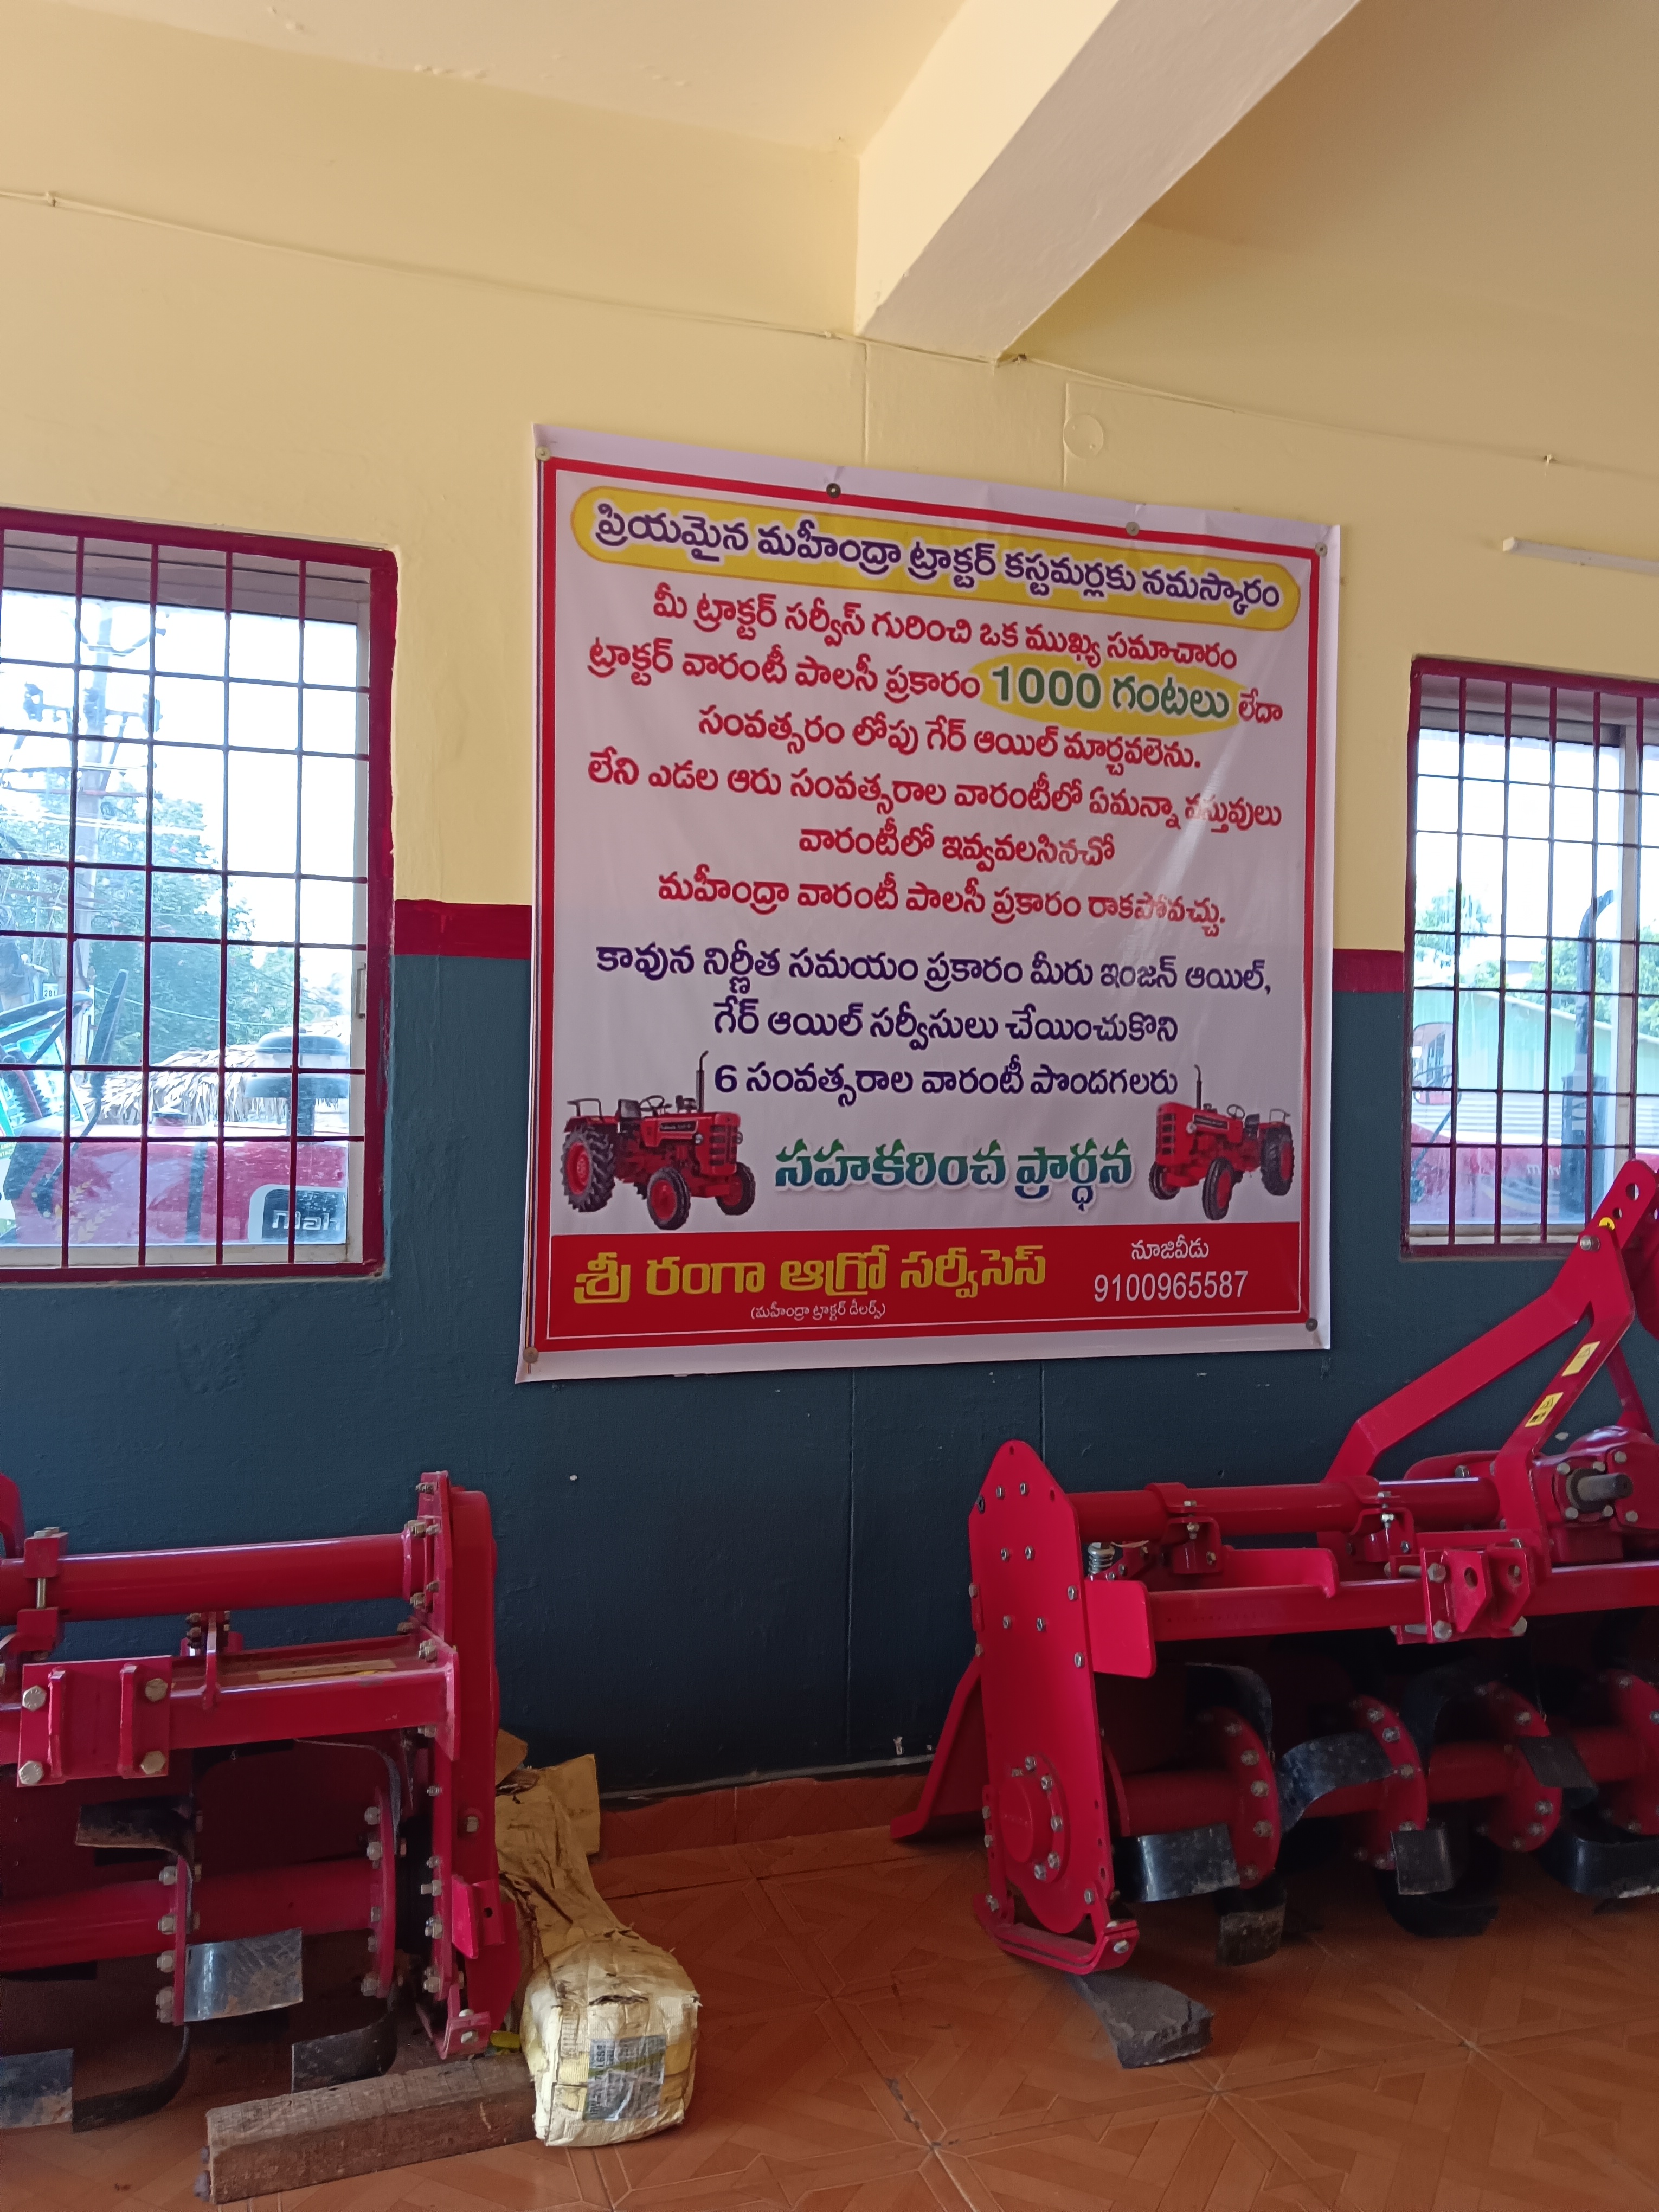 ప్రియమైన మహీంద్రా ట్రాక్టర్ కస్టమర్లకు నమస్కారం
మీ ట్రాక్టర్ సర్వీస్ గురించి ఒక ముఖ్య సమాచారం
ట్రాక్టర్ వారంటీ పాలసీ ప్రకారం 1000 గంటలు లేదా
సంవత్సరం లోపు గేర్ ఆయిల్ మార్చవలెను.
లేని ఎడల ఆరు సంవత్సరాల వారంటీలో ఏమన్నా వస్తువులు
వారంటీలో ఇవ్వవలసినచో
మహీంద్రా వారంటీ పాలసీ ప్రకారం రాకపోవచ్చు.
కావున నిర్ణీత సమయం ప్రకారం మీరు ఇంజన్ ఆయిల్,
గేర్ ఆయిల్ సర్వీసులు చేయించుకొని
6 సంవత్సరాల వారంటీ పొందగలరు
సహకరించ ప్రార్ధన
శ్రీ రంగా ఆగ్రో సర్వీసెస్
(మహీంద్రా ట్రాక్టర్ డీలర్స్)
నూజివీడు
9100965587